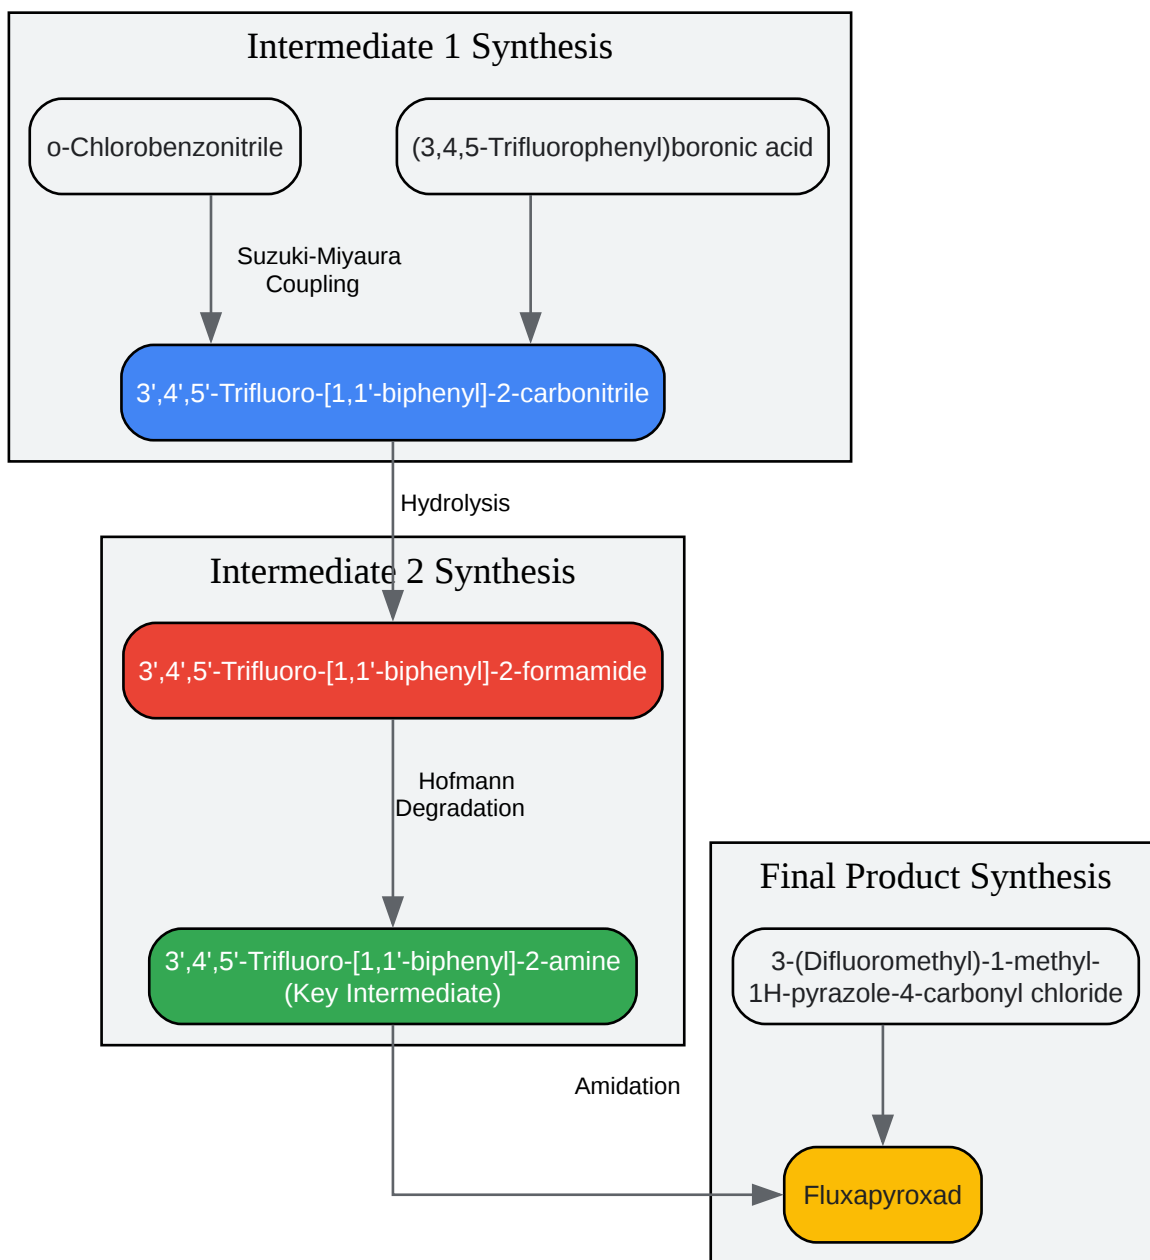 Intermediate 1 Synthesis
o-Chlorobenzonitrile
(3,4,5-Trifluorophenyl)boronic acid
Suzuki-Miyaura
Coupling
3',4',5'-Trifluoro-[1,1'-biphenyl]-2-carbonitrile
Hydrolysis
Intermediate 2 Synthesis
3',4',5'-Trifluoro-[1,1'-biphenyl]-2-formamide
Hofmann
Degradation
3',4',5'-Trifluoro-[1,1'-biphenyl]-2-amine
(Key Intermediate)
Final Product Synthesis
3-(Difluoromethyl)-1-methyl-
1H-pyrazole-4-carbonyl chloride
Amidation
Fluxapyroxad